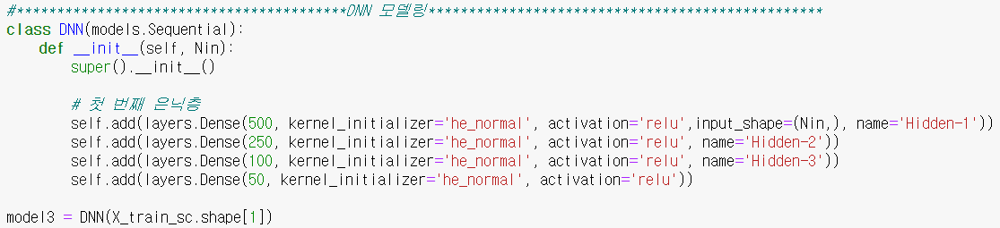 #*****************************************DNN 모델링*************************************************
class DNN(models.Sequential):
    def __init__(self, Nin):
        super().__init__()
        # 첫 번째 은닉층
        self.add(layers.Dense(500, kernel_initializer='he_normal', activation='relu',input_shape=(Nin,), name='Hidden-1'))
        self.add(layers.Dense(250, kernel_initializer='he_normal', activation='relu', name='Hidden-2'))
        self.add(layers.Dense(100, kernel_initializer='he_normal', activation='relu', name='Hidden-3'))
        self.add(layers.Dense(50, kernel_initializer='he_normal', activation='relu'))
model3 = DNN(X_train_sc.shape[1])